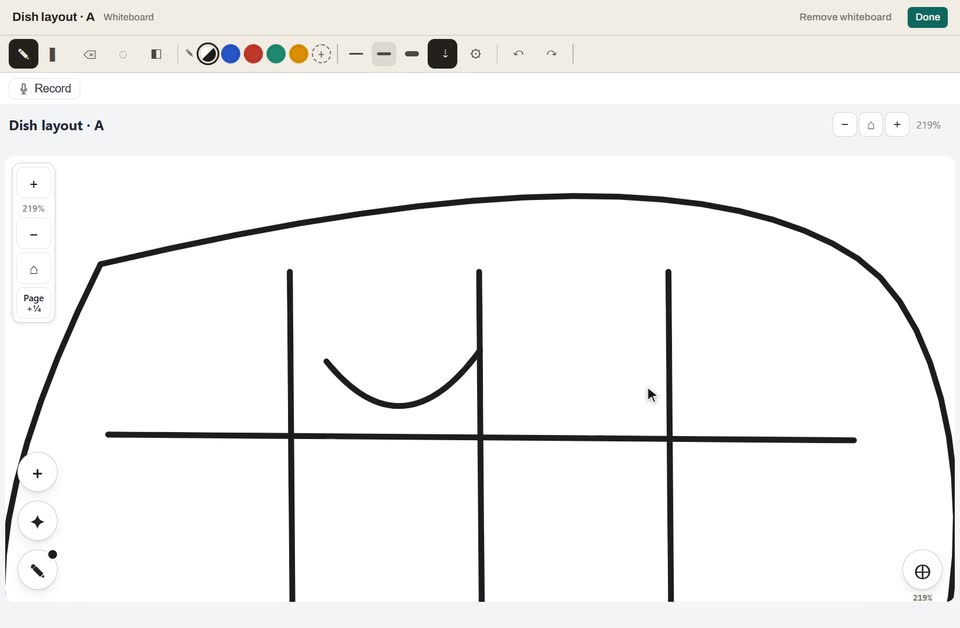 Dish layout · A Whiteboard Remove whiteboard Done
Record
Dish layout · A
219%
219%
Page
+¼
219%